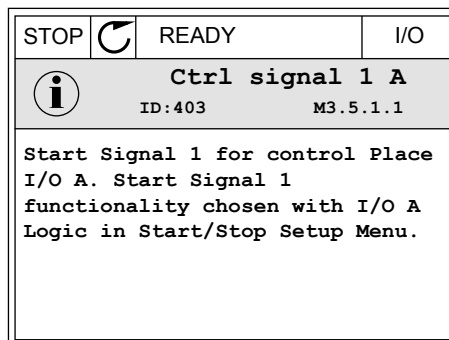 STOP READY I/O
Ctrl signal 1 A
ID:403 M3.5.1.1
Start Signal 1 for control Place
I/O A. Start Signal 1
functionality chosen with I/O A
Logic in Start/Stop Setup Menu.